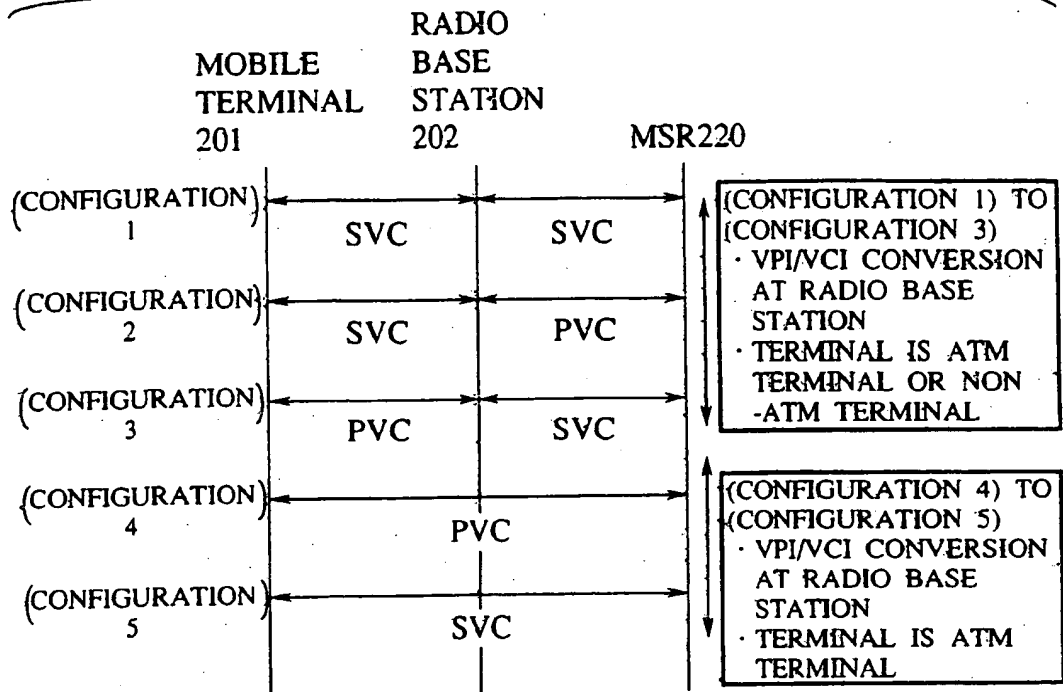 MOBILE
TERMINAL
201
RADIO
BASE
STATION
202
MSR220
(CONFIGURATION)
1
SVC
SVC
(CONFIGURATION)
2
SVC
PVC
(CONFIGURATION)
3
PVC
SVC
(CONFIGURATION)
4
PVC
(CONFIGURATION)
5
SVC
(CONFIGURATION 1) TO
(CONFIGURATION 3)
· VPI/VCI CONVERSION
AT RADIO BASE
STATION
· TERMINAL IS ATM
TERMINAL OR NON
-ATM TERMINAL
(CONFIGURATION 4) TO
(CONFIGURATION 5)
· VPI/VCI CONVERSION
AT RADIO BASE
STATION
· TERMINAL IS ATM
TERMINAL